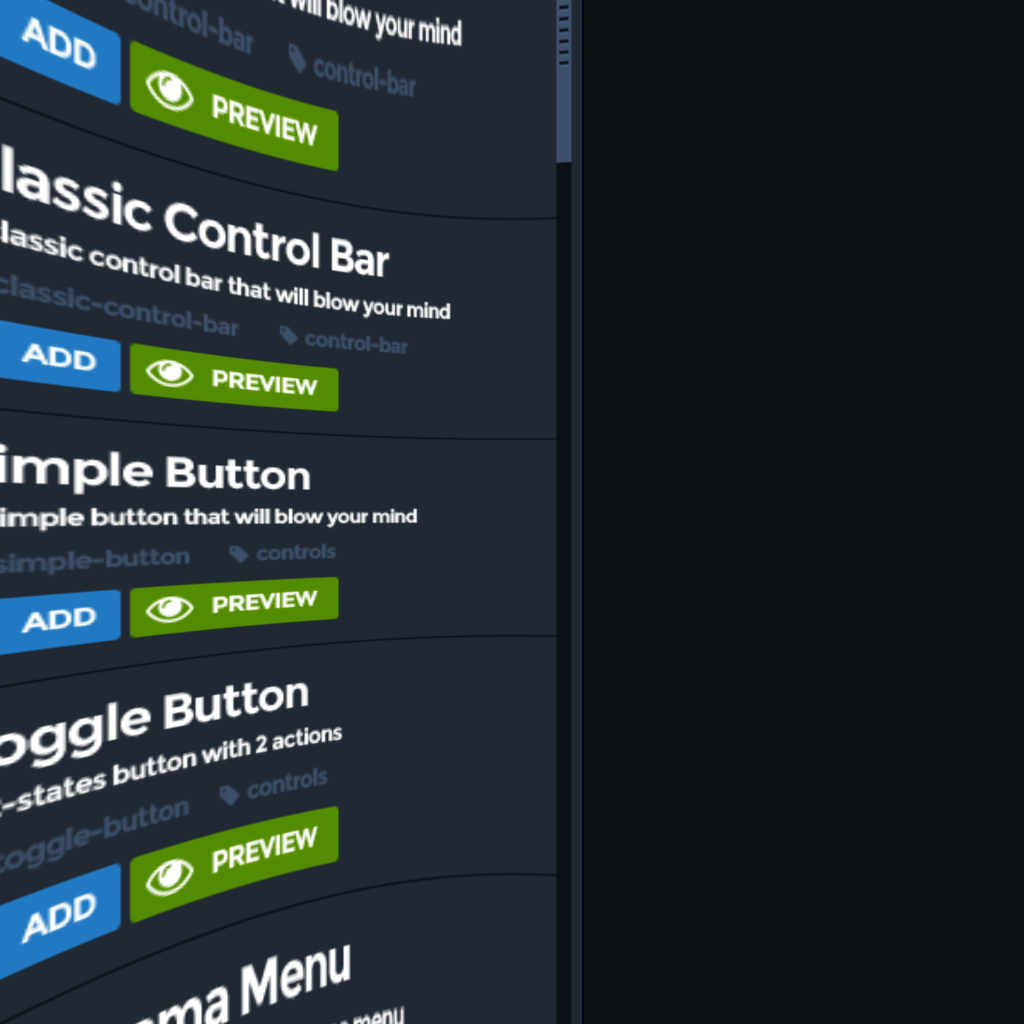 will blow your mind
control-bar control-bar
ADD PREVIEW
lassic Control Bar
lassic control bar that will blow your mind
classic-control-bar control-bar
ADD PREVIEW
imple Button
imple button that will blow your mind
simple-button controls
ADD PREVIEW
oggle Button
-states button with 2 actions
toggle-button controls
ADD PREVIEW
ma Menu
menu